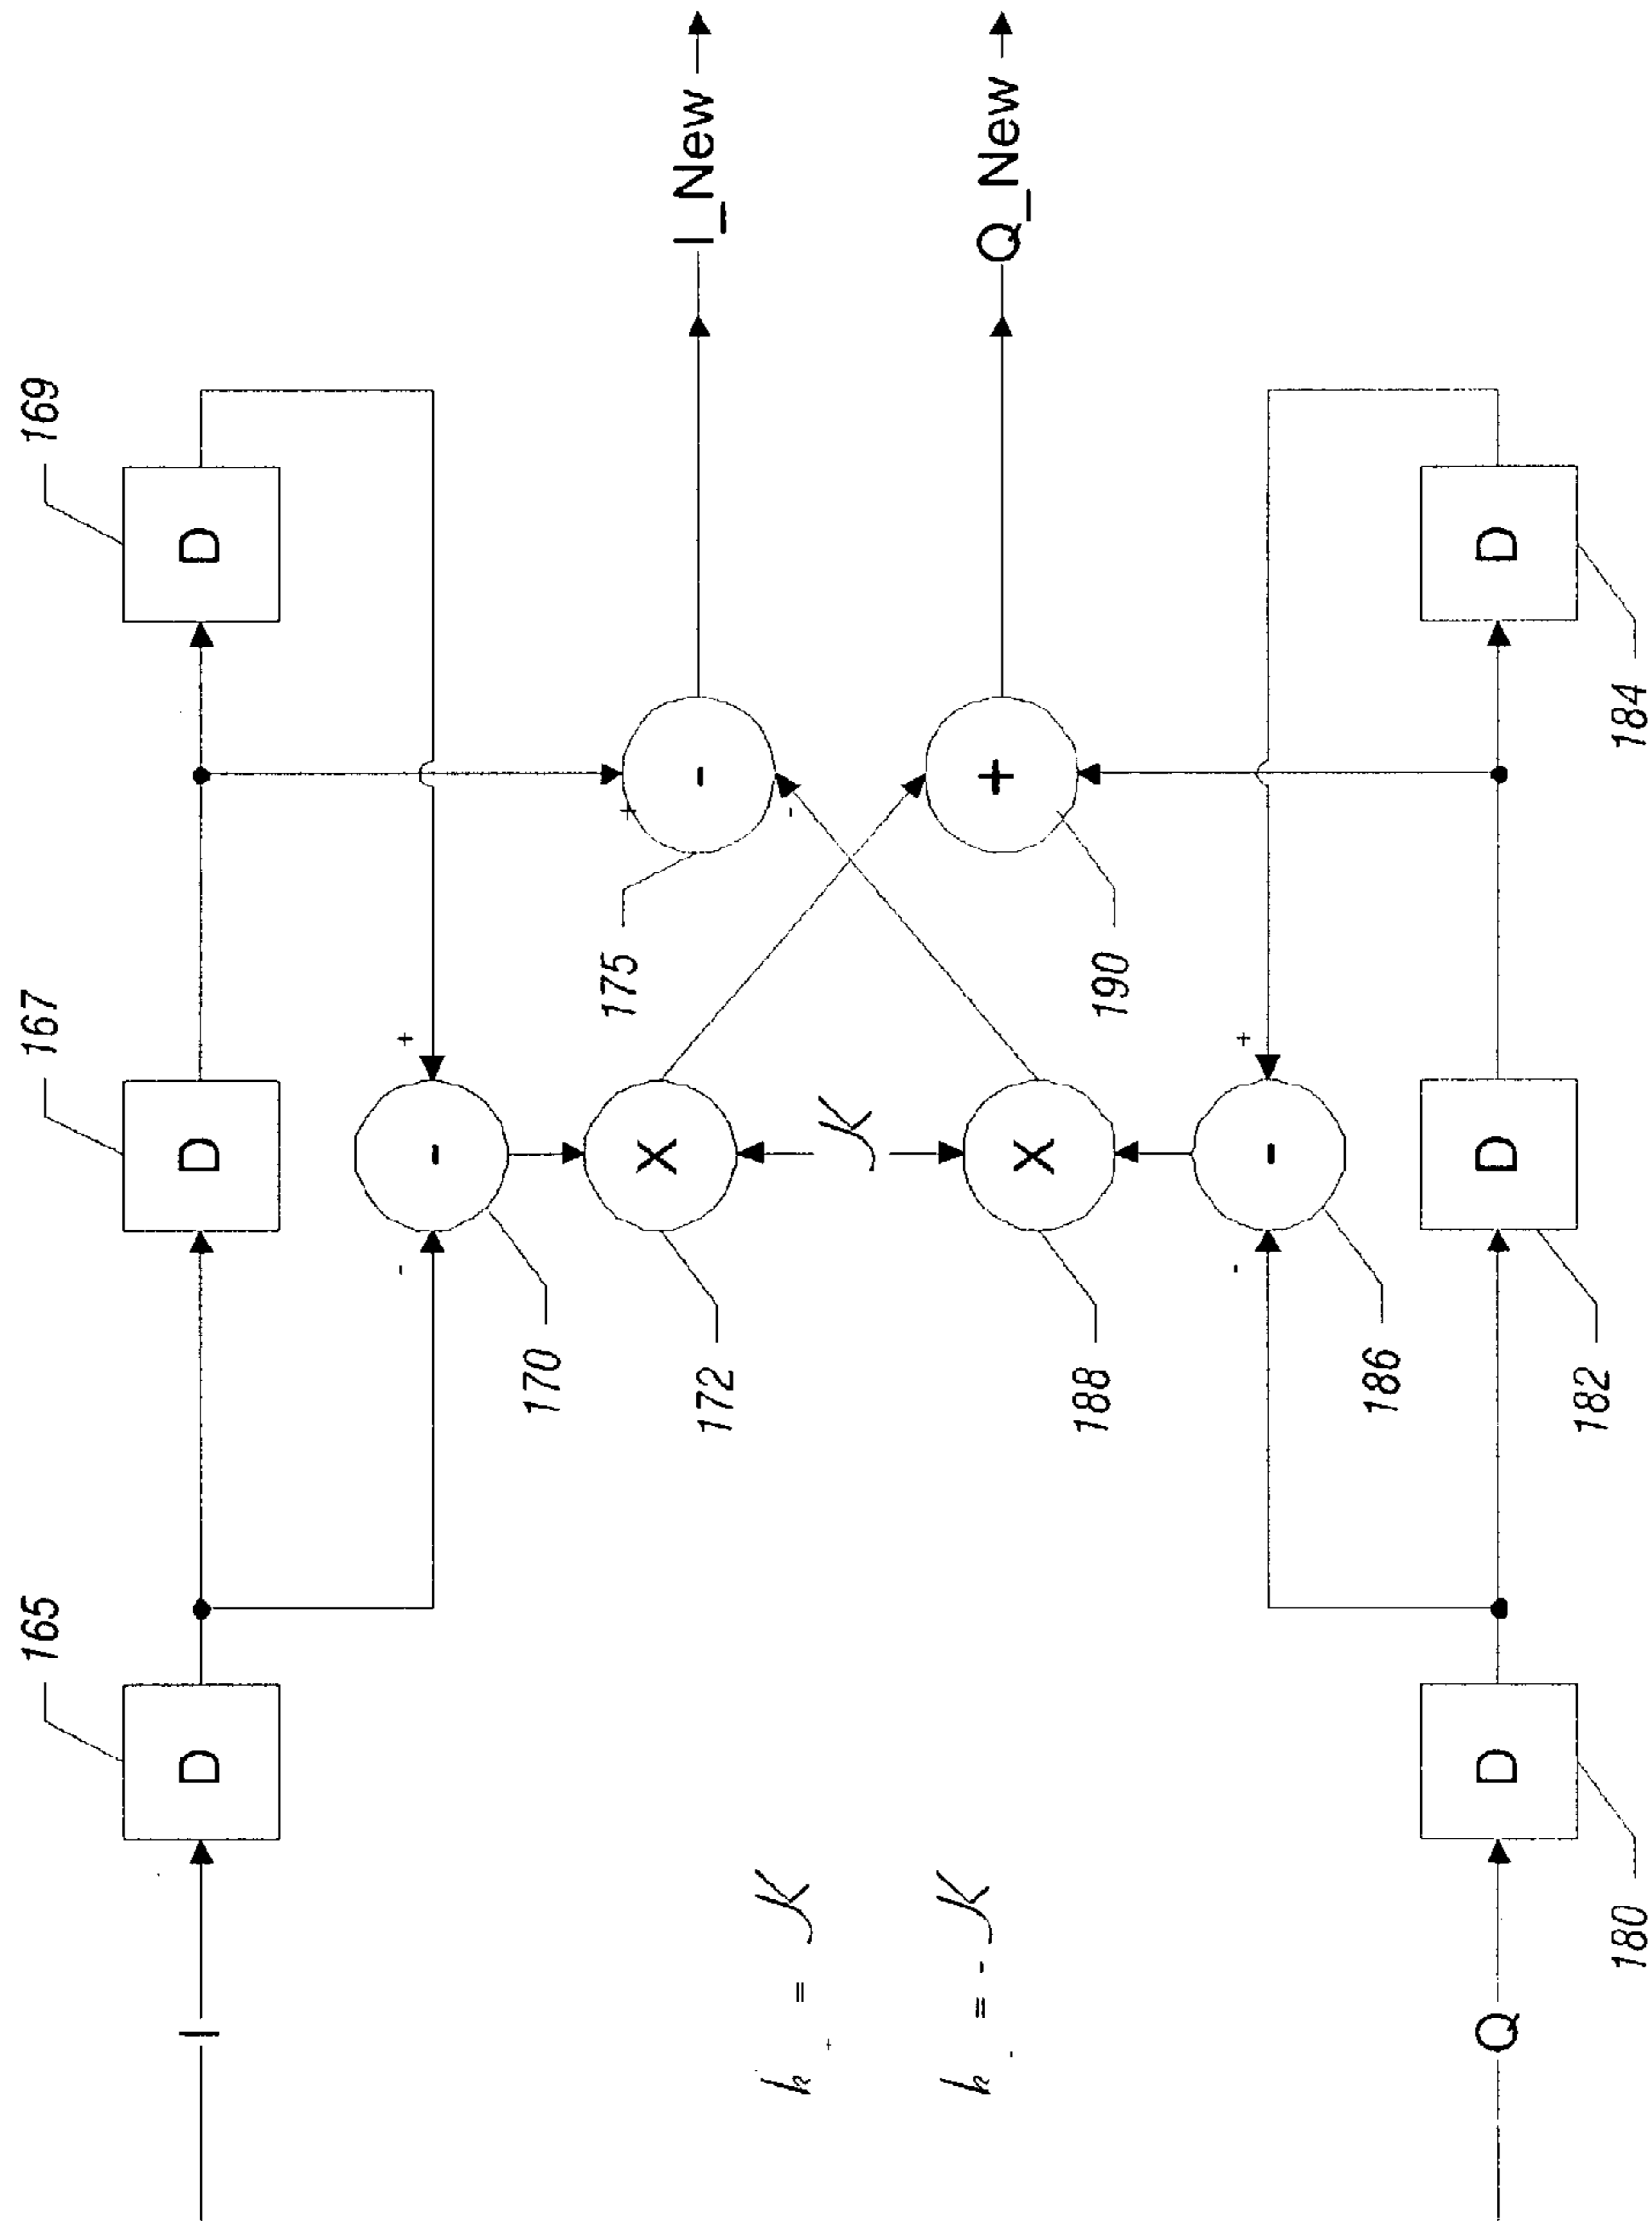 I
165
D
167
D
169
D
-
+
-
170
X
172
+
-
-
175
I_New
K
h+ = K
h- = -K
X
188
+
190
Q_New
-
+
-
186
Q
D
180
D
182
D
184